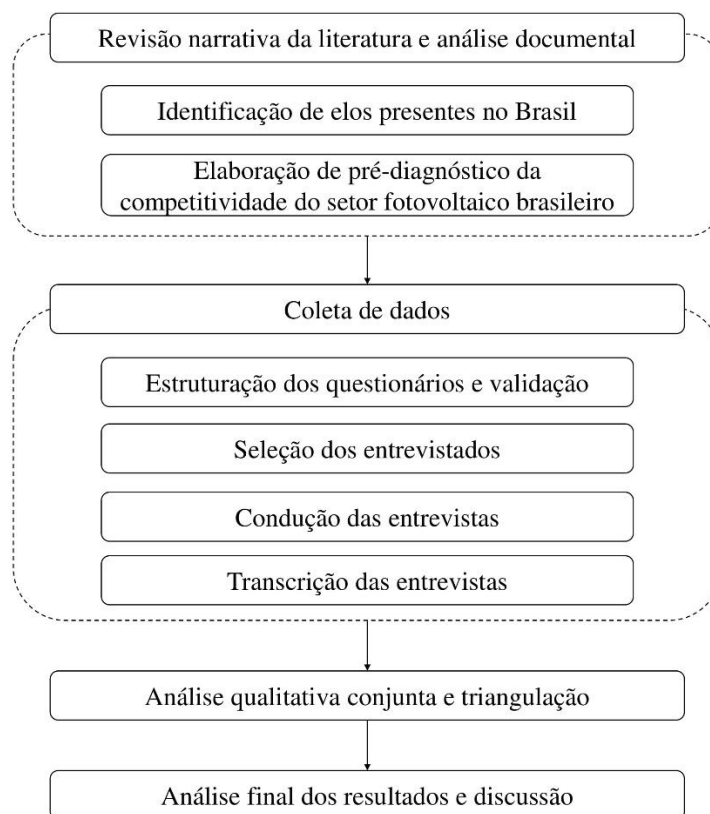 Revisão narrativa da literatura e análise documental
Identificação de elos presentes no Brasil
Elaboração de pré-diagnóstico da
competitividade do setor fotovoltaico brasileiro
Coleta de dados
Estruturação dos questionários e validação
Seleção dos entrevistados
Condução das entrevistas
Transcrição das entrevistas
Análise qualitativa conjunta e triangulação
Análise final dos resultados e discussão